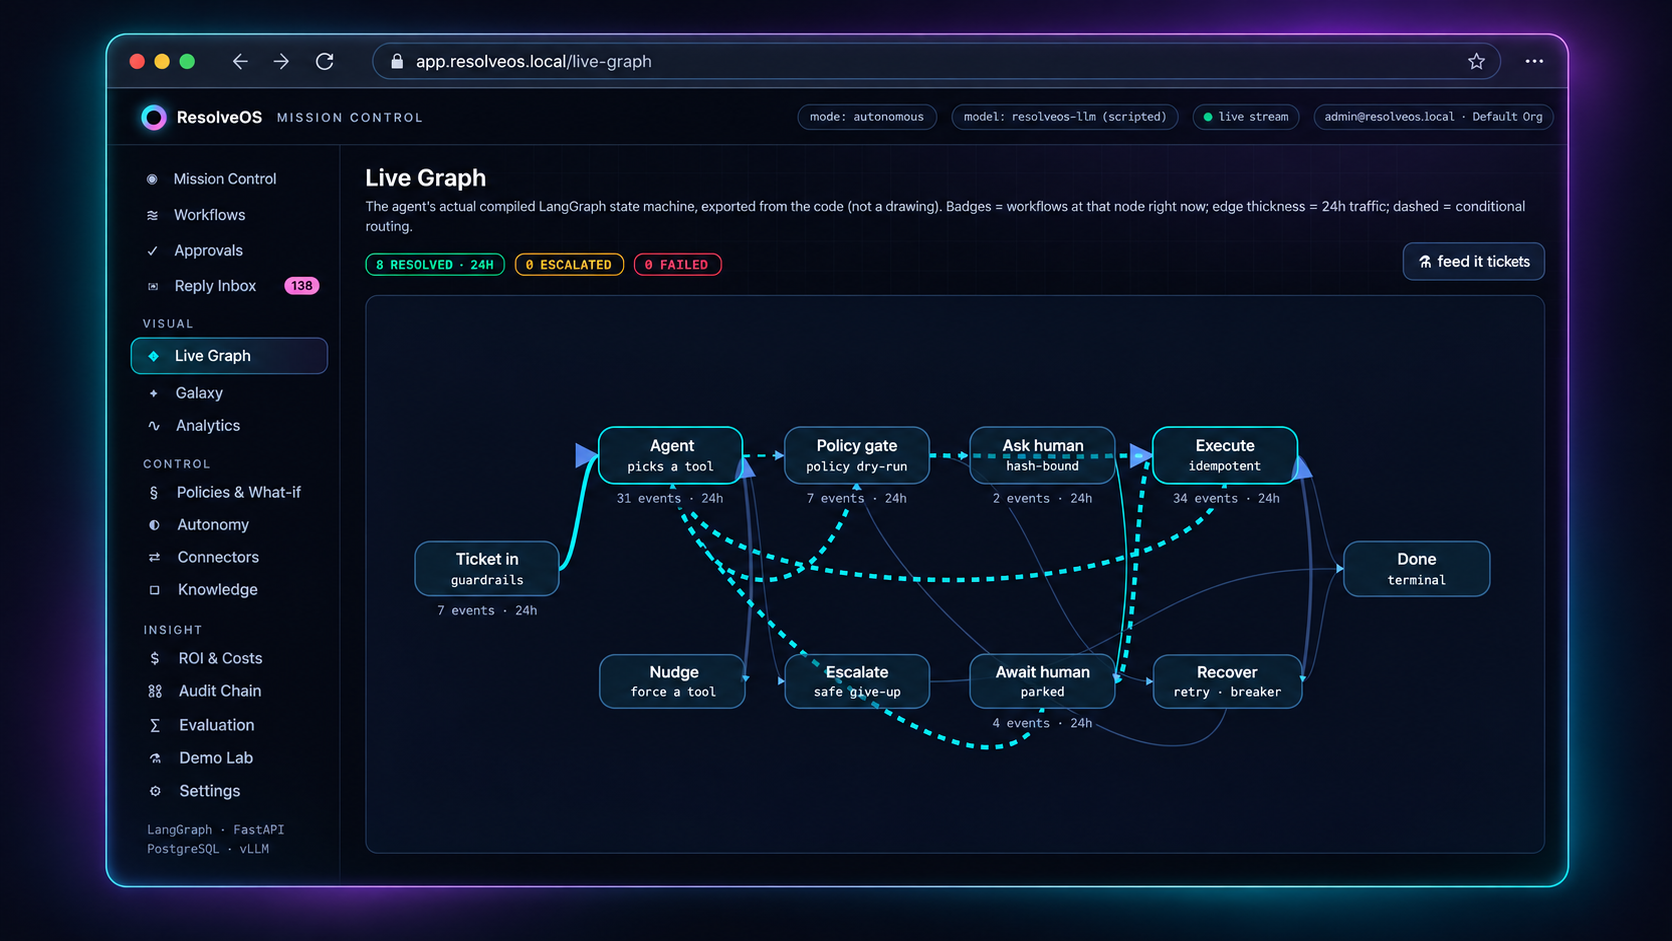 app.resolveos.local/live-graph
ResolveOS MISSION CONTROL
mode: autonomous
model: resolveos-llm (scripted)
live stream
admin@resolveos.local · Default Org
Mission Control
Workflows
Approvals
Reply Inbox 138
VISUAL
Live Graph
Galaxy
Analytics
CONTROL
§ Policies & What-if
Autonomy
Connectors
Knowledge
INSIGHT
$ ROI & Costs
Audit Chain
∑ Evaluation
Demo Lab
Settings
LangGraph · FastAPI
PostgreSQL · vLLM
Live Graph
The agent's actual compiled LangGraph state machine, exported from the code (not a drawing). Badges = workflows at that node right now; edge thickness = 24h traffic; dashed = conditional
routing.
8 RESOLVED · 24H
0 ESCALATED
0 FAILED
feed it tickets
Agent
picks a tool
31 events · 24h
Policy gate
policy dry-run
7 events · 24h
Ask human
hash-bound
2 events · 24h
Execute
idempotent
34 events · 24h
Ticket in
guardrails
7 events · 24h
Done
terminal
Nudge
force a tool
Escalate
safe give-up
Await human
parked
4 events · 24h
Recover
retry · breaker